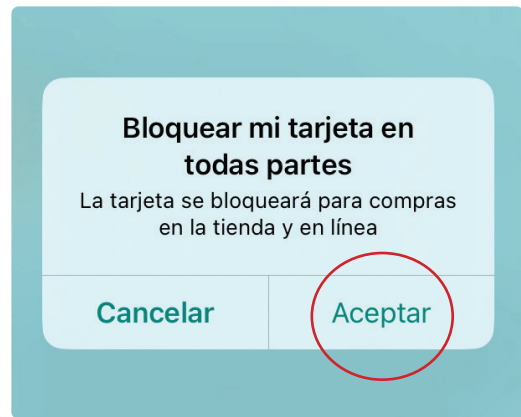 Bloquear mi tarjeta en
todas partes
La tarjeta se bloqueará para compras
en la tienda y en línea
Cancelar
Aceptar